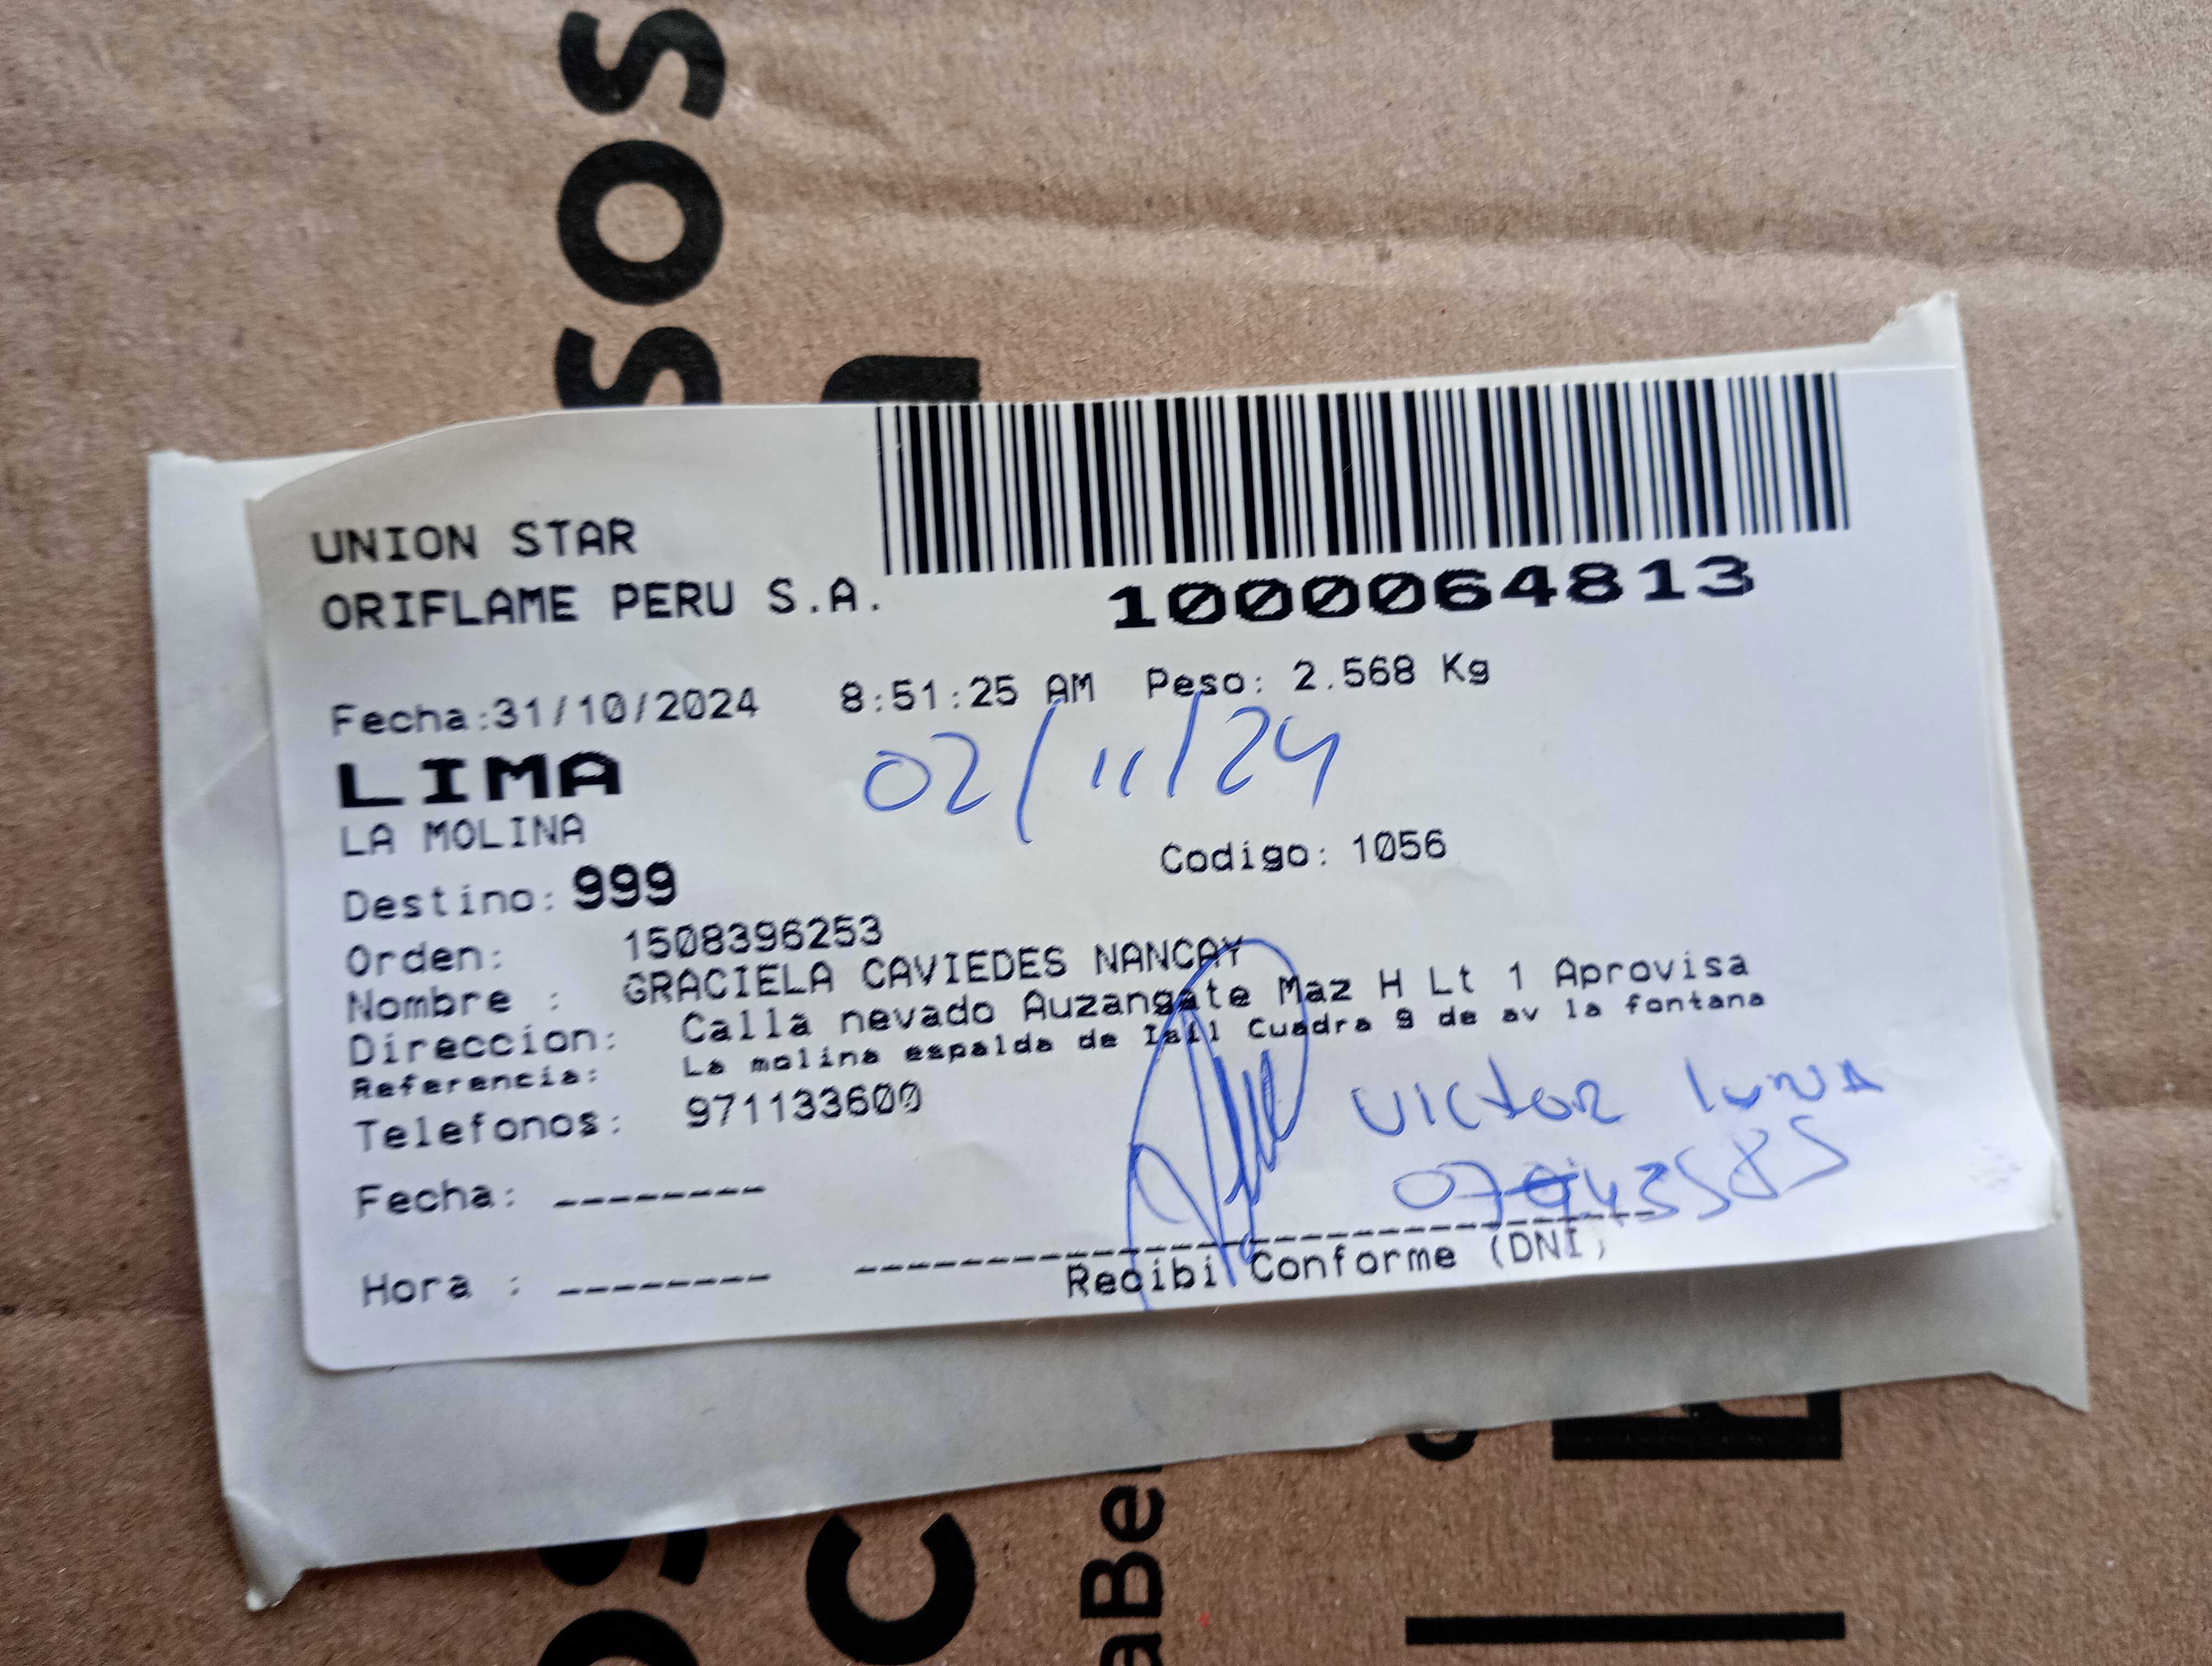 SOS
UNION STAR
ORIFLAME PERU S.A.
1000064813
Fecha:31/10/2024 8:51:25 AM Peso: 2.568 Kg
02/11/24
LIMA
LA MOLINA
Codigo: 1056
Destino: 999
Orden: 1508396253
Nombre : GRACIELA CAVIEDES NANCAY
Direccion: Calla nevado Auzangate Maz H Lt 1 Aprovisa
Referencia: La molina espalda de Isil Cuadra 9 de av la fontana
Telefonos: 971133600
VICTOR LUNA
Fecha: --------
Hora : --------
Recibi Conforme (DNI)
aBe